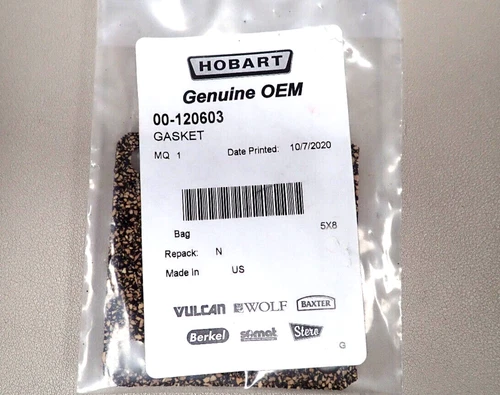 HOBART
Genuine OEM
00-120603
GASKET
MQ 1 Date Printed: 10/7/2020
Bag 5X8
Repack: N
Made In US
VULCAN WOLF BAXTER
Berkel somat Stero
G